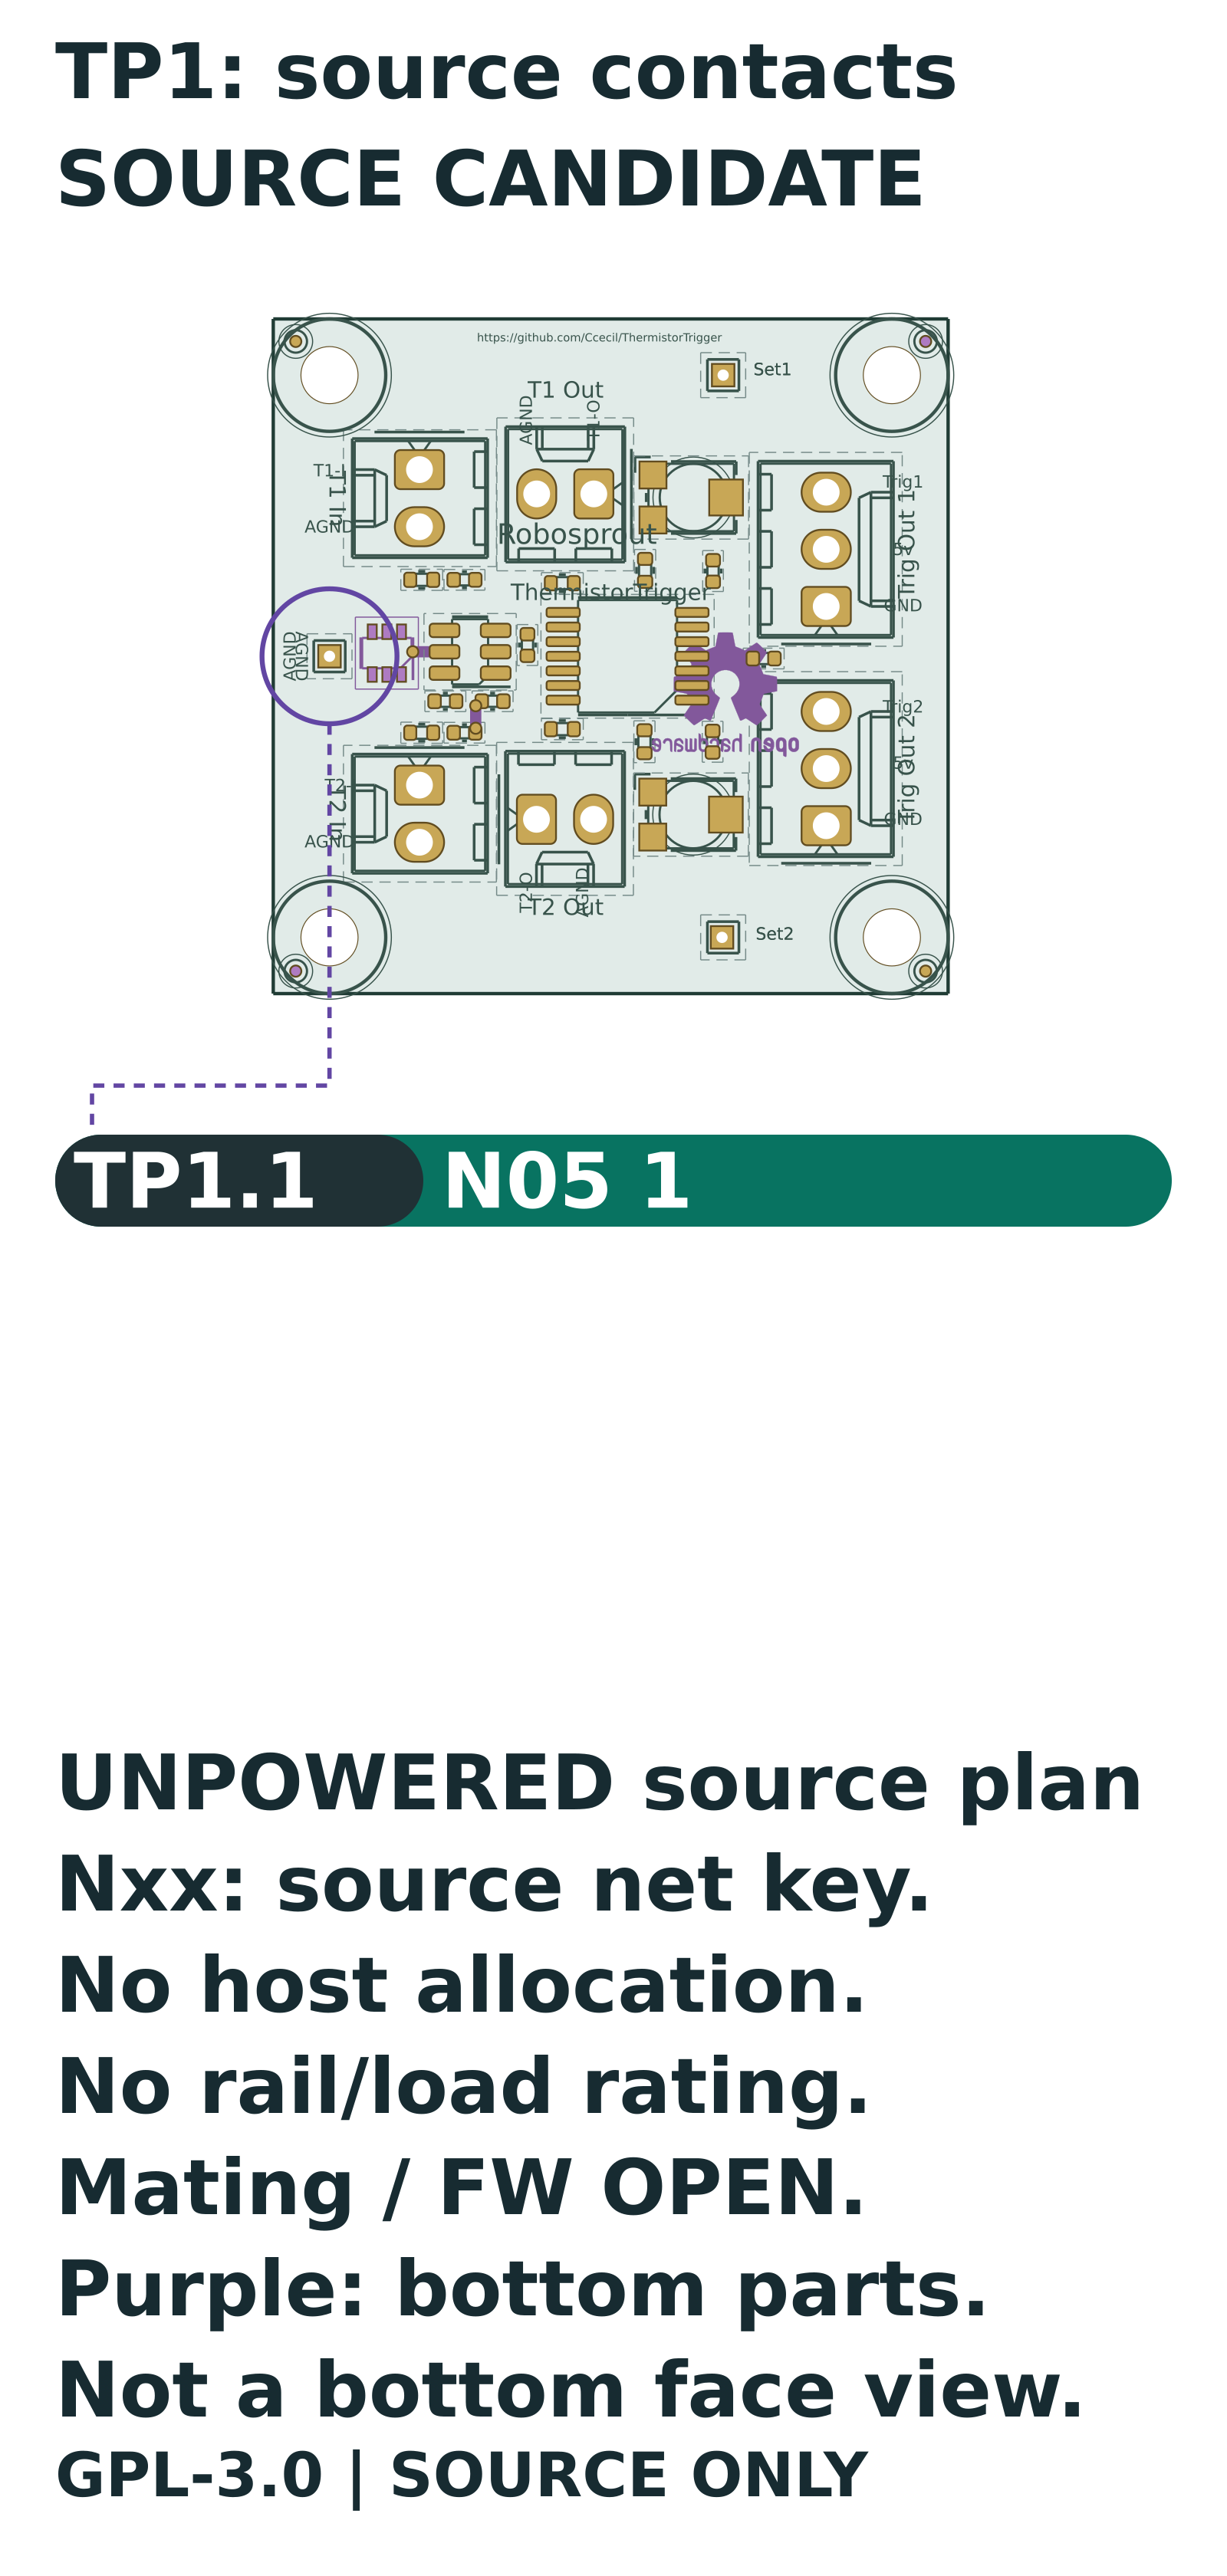 TP1: source contacts
SOURCE CANDIDATE
https://github.com/Ccecil/ThermistorTrigger
Set1
T1 Out
AGND
T1-O
T1-I
T1 In
AGND
Trig1
5v
GND
Trig Out 1
Robosprout
ThermistorTrigger
AGND
AGND
open hardware
T2-I
T2 In
AGND
Trig2
5v
GND
Trig Out 2
T2-O
AGND
T2 Out
Set2
TP1.1
N05 1
UNPOWERED source plan
Nxx: source net key.
No host allocation.
No rail/load rating.
Mating / FW OPEN.
Purple: bottom parts.
Not a bottom face view.
GPL-3.0 | SOURCE ONLY